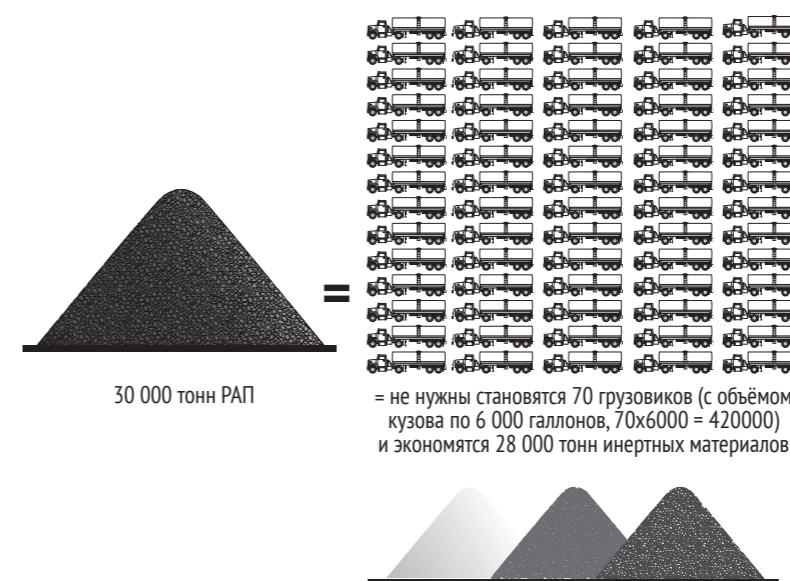 =
30 000 тонн РАП
= не нужны становятся 70 грузовиков (с объёмом
кузова по 6 000 галлонов, 70х6000 = 420000)
и экономятся 28 000 тонн инертных материалов